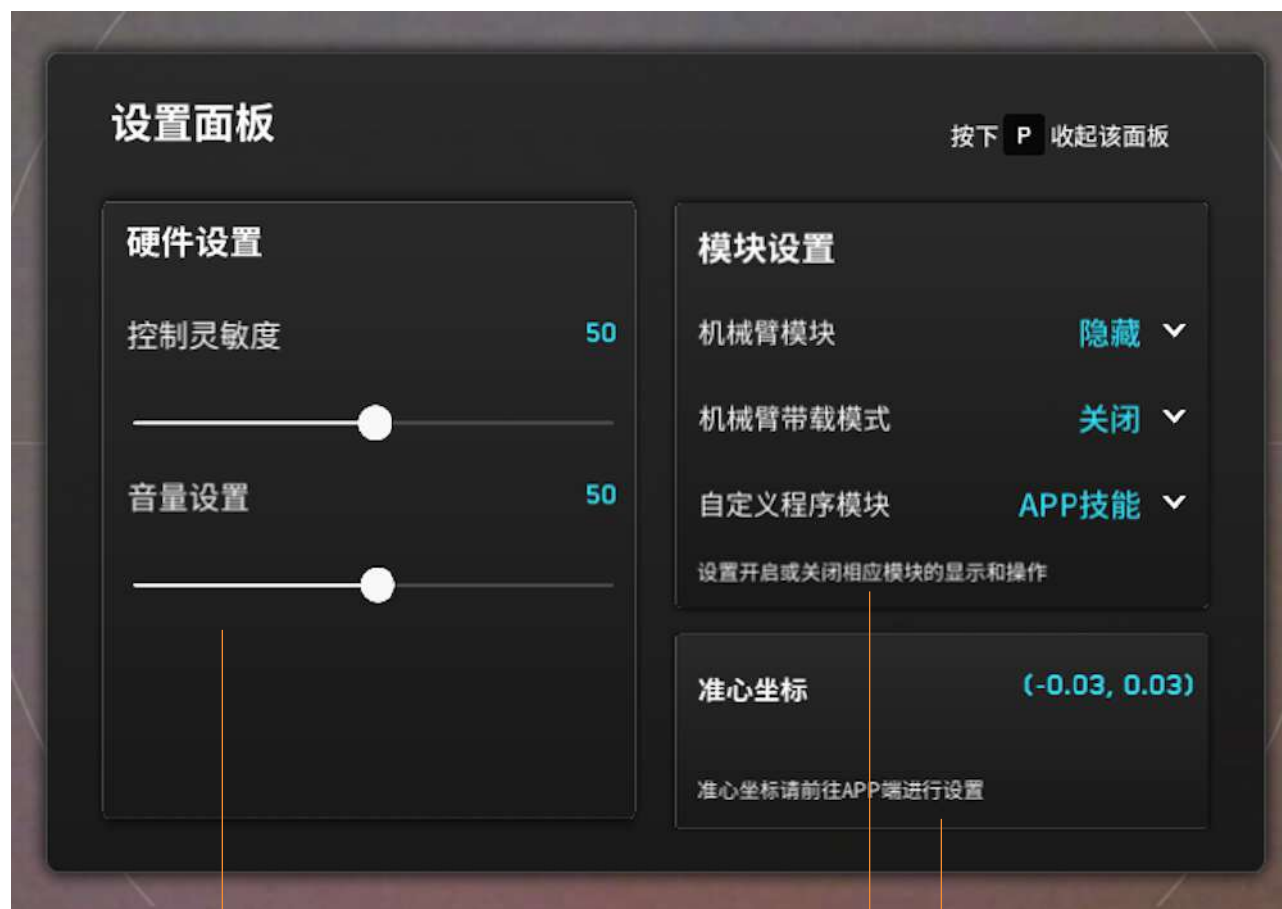 设置面板
按下 P 收起该面板
硬件设置
控制灵敏度 50
音量设置 50
模块设置
机械臂模块 隐藏
机械臂带载模式 关闭
自定义程序模块 APP技能
设置开启或关闭相应模块的显示和操作
准心坐标 (-0.03, 0.03)
准心坐标请前往APP端进行设置